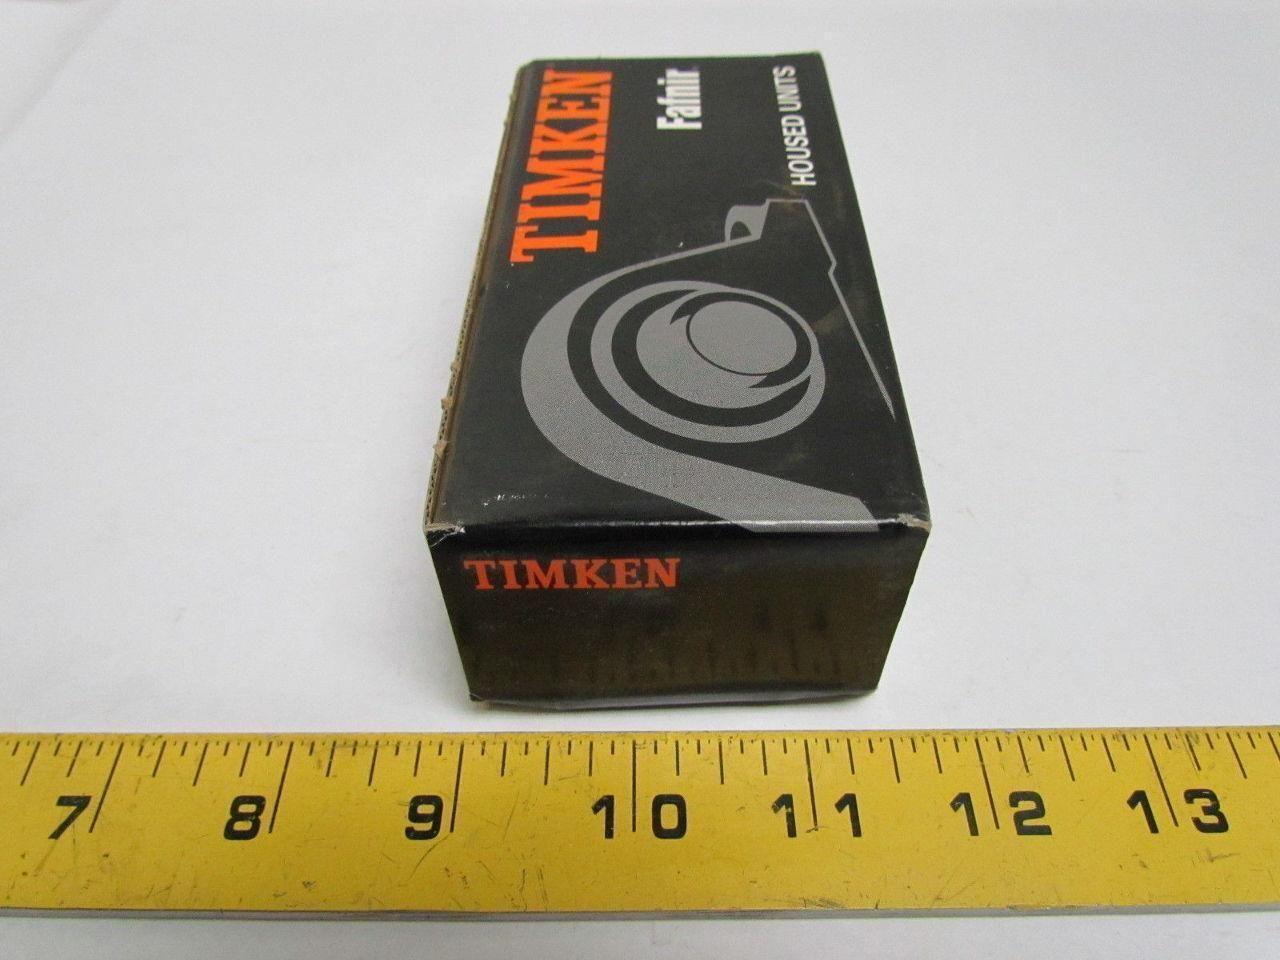 TIMKEN
Fafnir
HOUSED UNITS
TIMKEN
7 8 9 10 11 12 13